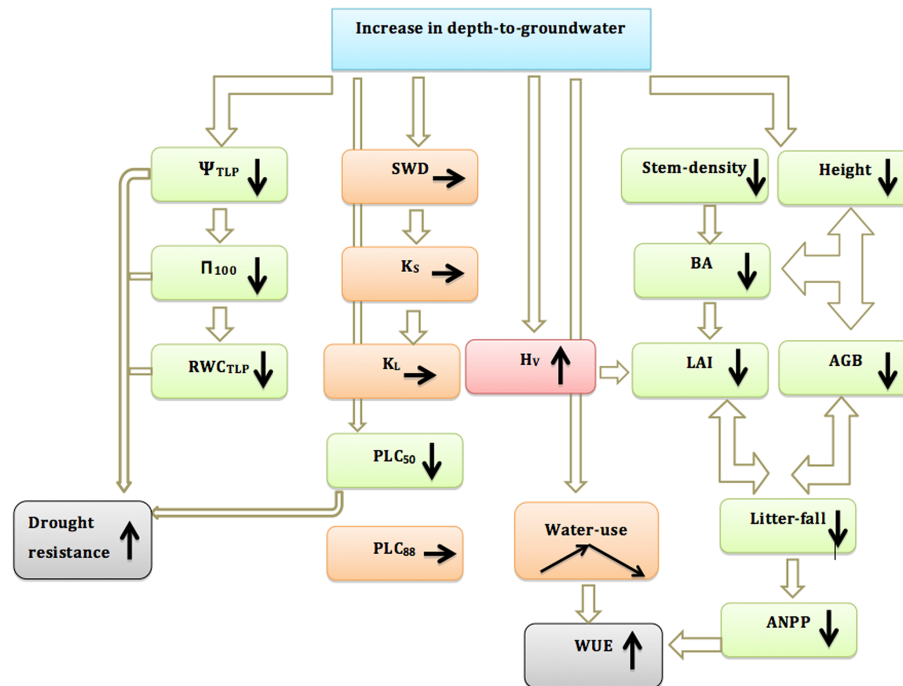 Increase in depth-to-groundwater
ΨTLP
SWD
Stem-density
Height
Π100
KS
BA
RWCTLP
KL
HV
LAI
AGB
PLC50
Drought
resistance
PLC88
Water-use
Litter-fall
WUE
ANPP